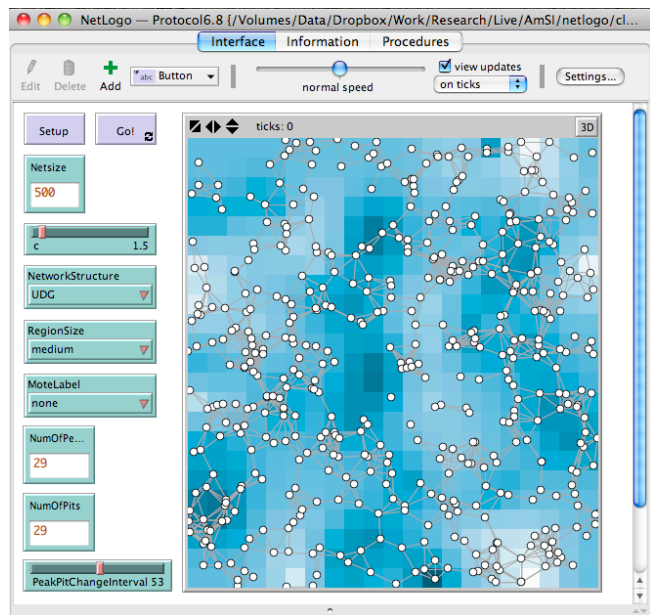 NetLogo — Protocol6.8 {/Volumes/Data/Dropbox/Work/Research/Live/AmSI/netlogo/cl...
Interface Information Procedures
Edit Delete Add abc Button normal speed view updates on ticks Settings...
Setup Go! ticks: 0 3D
Netsize
500
c 1.5
NetworkStructure
UDG
RegionSize
medium
MoteLabel
none
NumOfPe...
29
NumOfPits
29
PeakPitChangeInterval 53